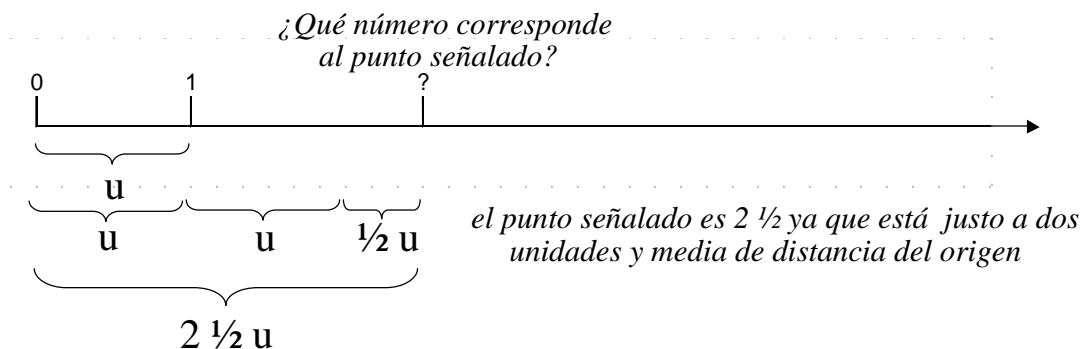 ¿Qué número corresponde
al punto señalado?
0 1 ?
u
u u ½ u
el punto señalado es 2 ½ ya que está justo a dos
unidades y media de distancia del origen
2 ½ u